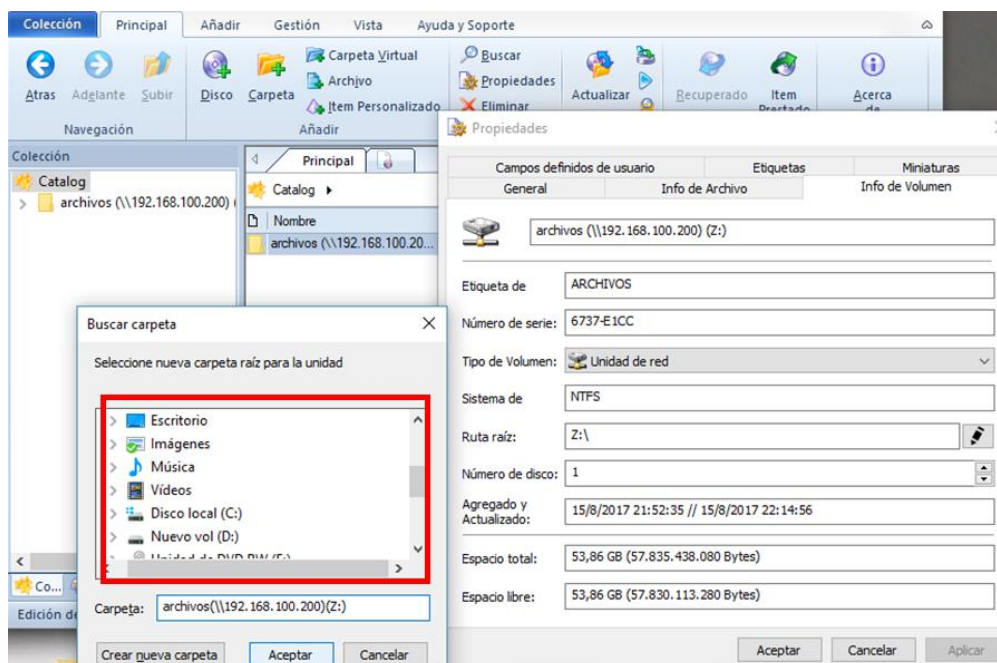 Colección Principal Añadir Gestión Vista Ayuda y Soporte
Atras Adelante Subir
Navegación
Disco Carpeta
Carpeta Virtual
Archivo
Item Personalizado
Añadir
Buscar
Propiedades
Eliminar
Actualizar
Recuperado
Item
Prestado
Acerca
de
Colección
Catalog
archivos (\\192.168.100.200) (
Principal
Catalog
Nombre
archivos (\\192.168.100.20...
Co...
Edición de
Buscar carpeta
Seleccione nueva carpeta raíz para la unidad
Escritorio
Imágenes
Música
Vídeos
Disco local (C:)
Nuevo vol (D:)
Unidad de DVD RW (E:)
Carpeta: archivos(\\192.168.100.200)(Z:)
Crear nueva carpeta Aceptar Cancelar
Propiedades
Campos definidos de usuario Etiquetas Miniaturas
General Info de Archivo Info de Volumen
archivos (\\192.168.100.200) (Z:)
Etiqueta de ARCHIVOS
Número de serie: 6737-E1CC
Tipo de Volumen: Unidad de red
Sistema de NTFS
Ruta raíz: Z:\
Número de disco: 1
Agregado y
Actualizado: 15/8/2017 21:52:35 // 15/8/2017 22:14:56
Espacio total: 53,86 GB (57.835.438.080 Bytes)
Espacio libre: 53,86 GB (57.830.113.280 Bytes)
Aceptar Cancelar Aplicar